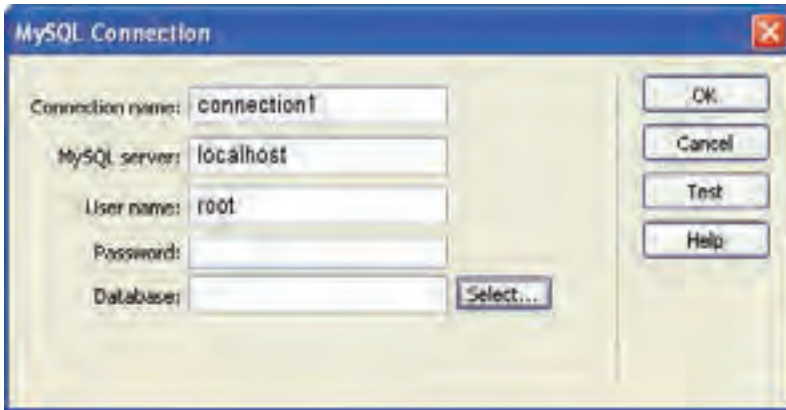 MySQL Connection
Connection name: connection1
MySQL server: localhost
User name: root
Password:
Database: Select...
OK
Cancel
Test
Help